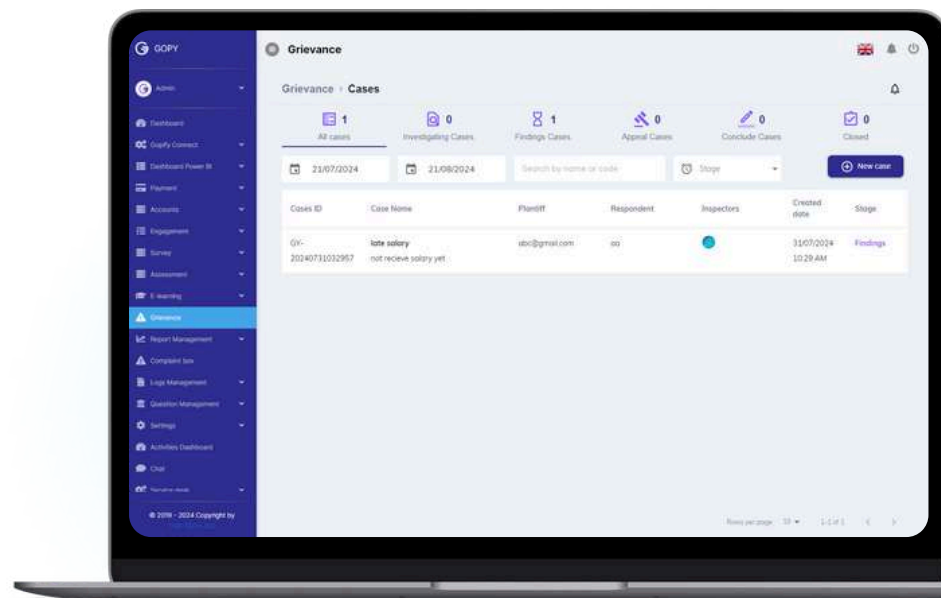 GOPY
Grievance
Admin
Grievance › Cases
Dashboard
Gopify Connect
Dashboard Power BI
Payment
Accounts
Engagement
Survey
Assessment
E-learning
Grievance
Report Management
Complaint box
Logs Management
Question Management
Settings
Activities Dashboard
Chat
© 2019 - 2024 Copyright by
1 0 1 0 0 0
All cases Investigating Cases Findings Cases Appeal Cases Conclude Cases Closed
21/07/2024 21/08/2024 Search by name or code Stage New case
Cases ID Case Name Plantiff Respondent Inspectors Created date Stage
GY-20240731032957 late salary abc@gmail.com aa 31/07/2024 Findings
not recieve salary yet 10:29 AM
Rows per page: 10 1-1 of 1